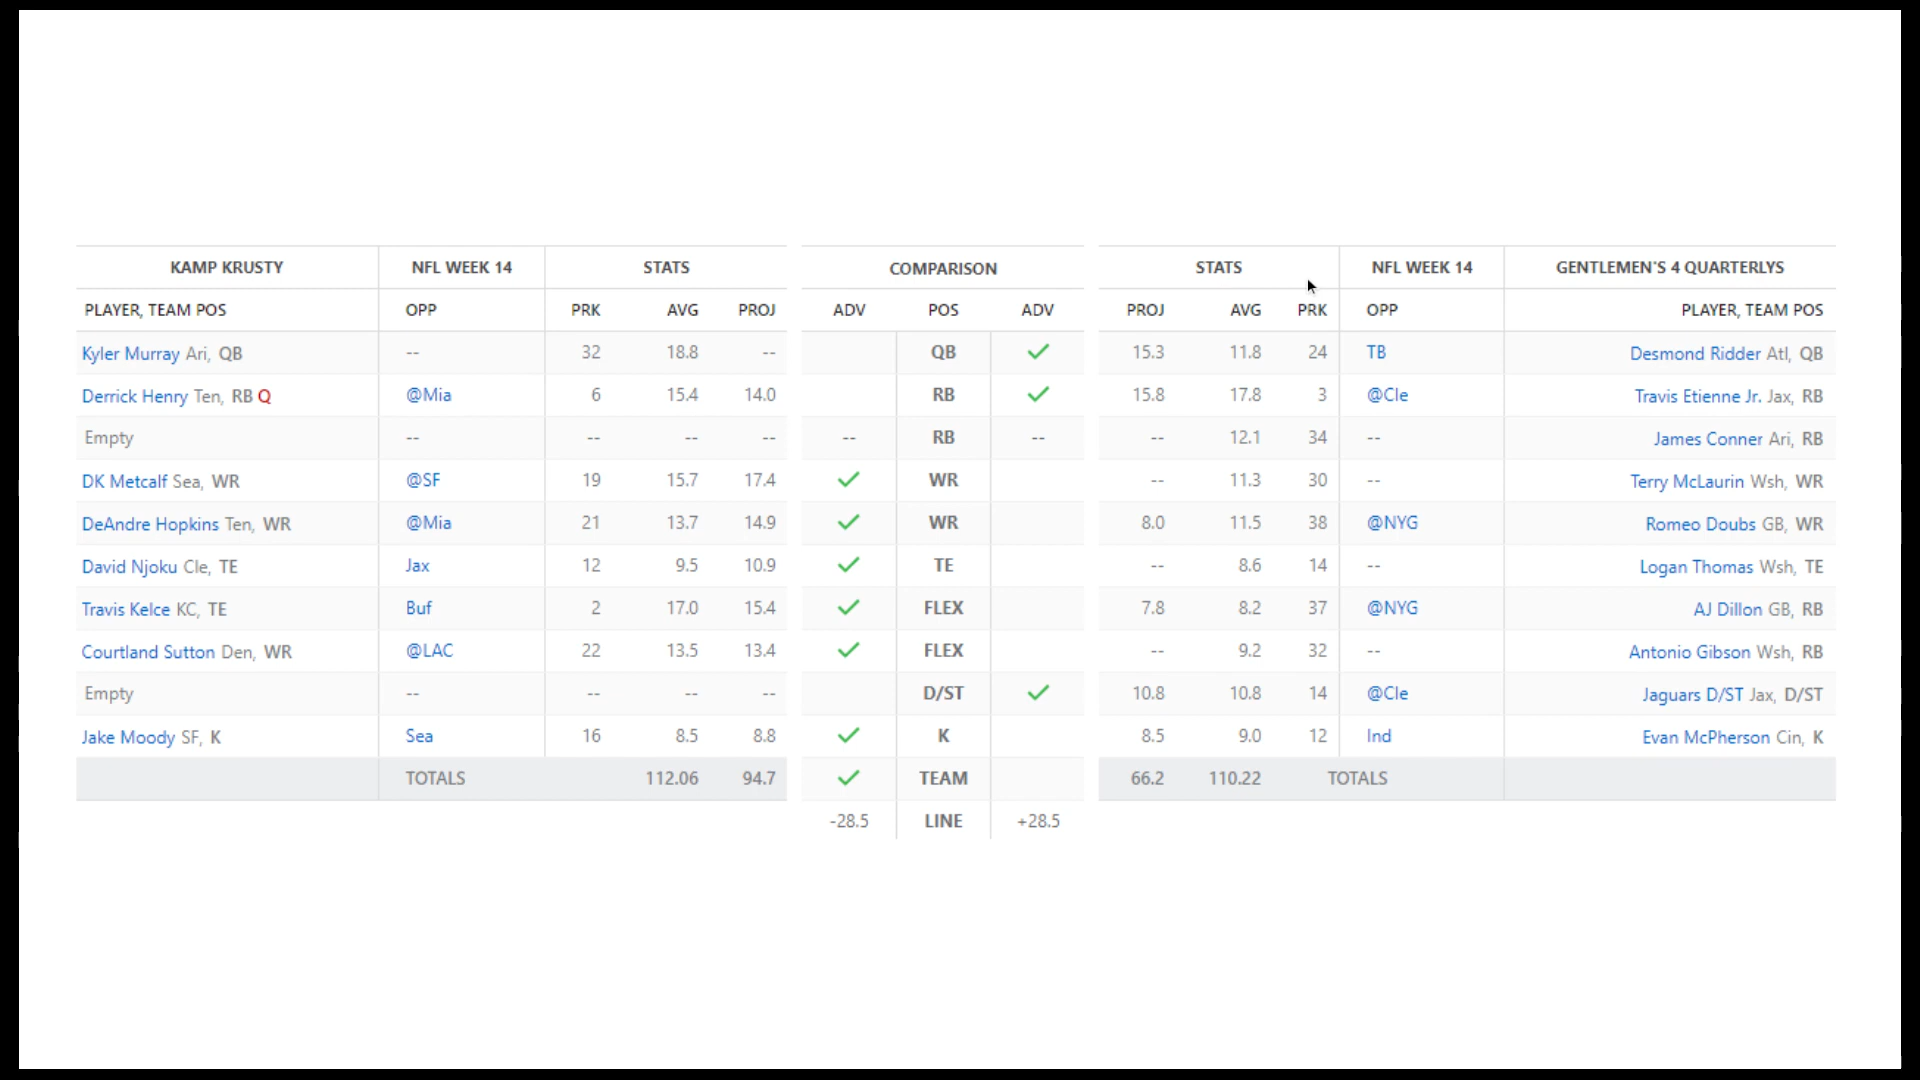 KAMP KRUSTY NFL WEEK 14 STATS COMPARISON STATS NFL WEEK 14 GENTLEMEN'S 4 QUARTERLYS
PLAYER, TEAM POS OPP PRK AVG PROJ ADV POS ADV PROJ AVG PRK OPP PLAYER, TEAM POS
Kyler Murray Ari, QB -- 32 18.8 -- QB 15.3 11.8 24 TB Desmond Ridder Atl, QB
Derrick Henry Ten, RB Q @Mia 6 15.4 14.0 RB 15.8 17.8 3 @Cle Travis Etienne Jr. Jax, RB
Empty -- -- -- -- -- RB -- -- 12.1 34 -- James Conner Ari, RB
DK Metcalf Sea, WR @SF 19 15.7 17.4 WR -- 11.3 30 -- Terry McLaurin Wsh, WR
DeAndre Hopkins Ten, WR @Mia 21 13.7 14.9 WR 8.0 11.5 38 @NYG Romeo Doubs GB, WR
David Njoku Cle, TE Jax 12 9.5 10.9 TE -- 8.6 14 -- Logan Thomas Wsh, TE
Travis Kelce KC, TE Buf 2 17.0 15.4 FLEX 7.8 8.2 37 @NYG AJ Dillon GB, RB
Courtland Sutton Den, WR @LAC 22 13.5 13.4 FLEX -- 9.2 32 -- Antonio Gibson Wsh, RB
Empty -- -- -- -- D/ST 10.8 10.8 14 @Cle Jaguars D/ST Jax, D/ST
Jake Moody SF, K Sea 16 8.5 8.8 K 8.5 9.0 12 Ind Evan McPherson Cin, K
TOTALS 112.06 94.7 TEAM 66.2 110.22 TOTALS
-28.5 LINE +28.5